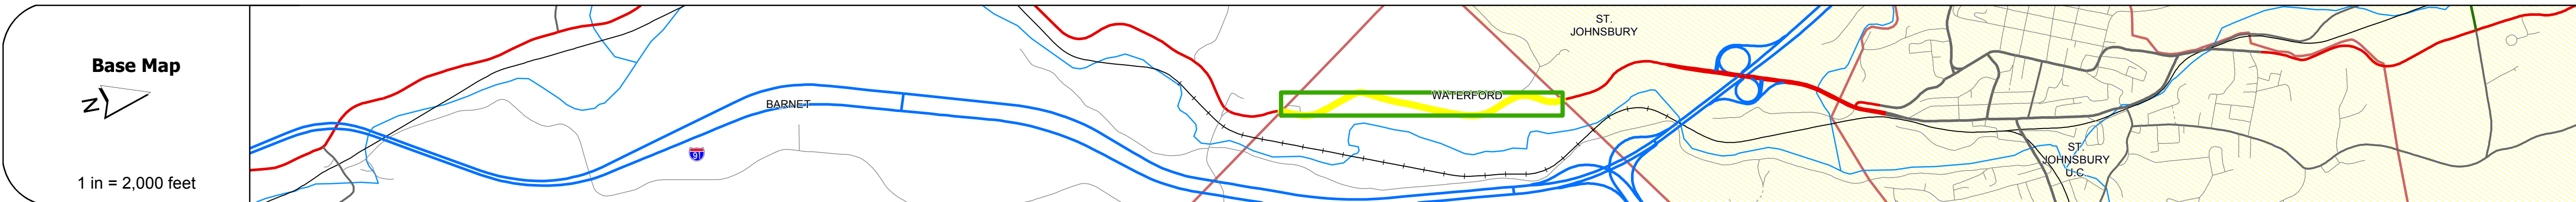 Base Map
N
1 in = 2,000 feet
BARNET
91
WATERFORD
ST.
JOHNSBURY
ST.
JOHNSBURY
U.C.